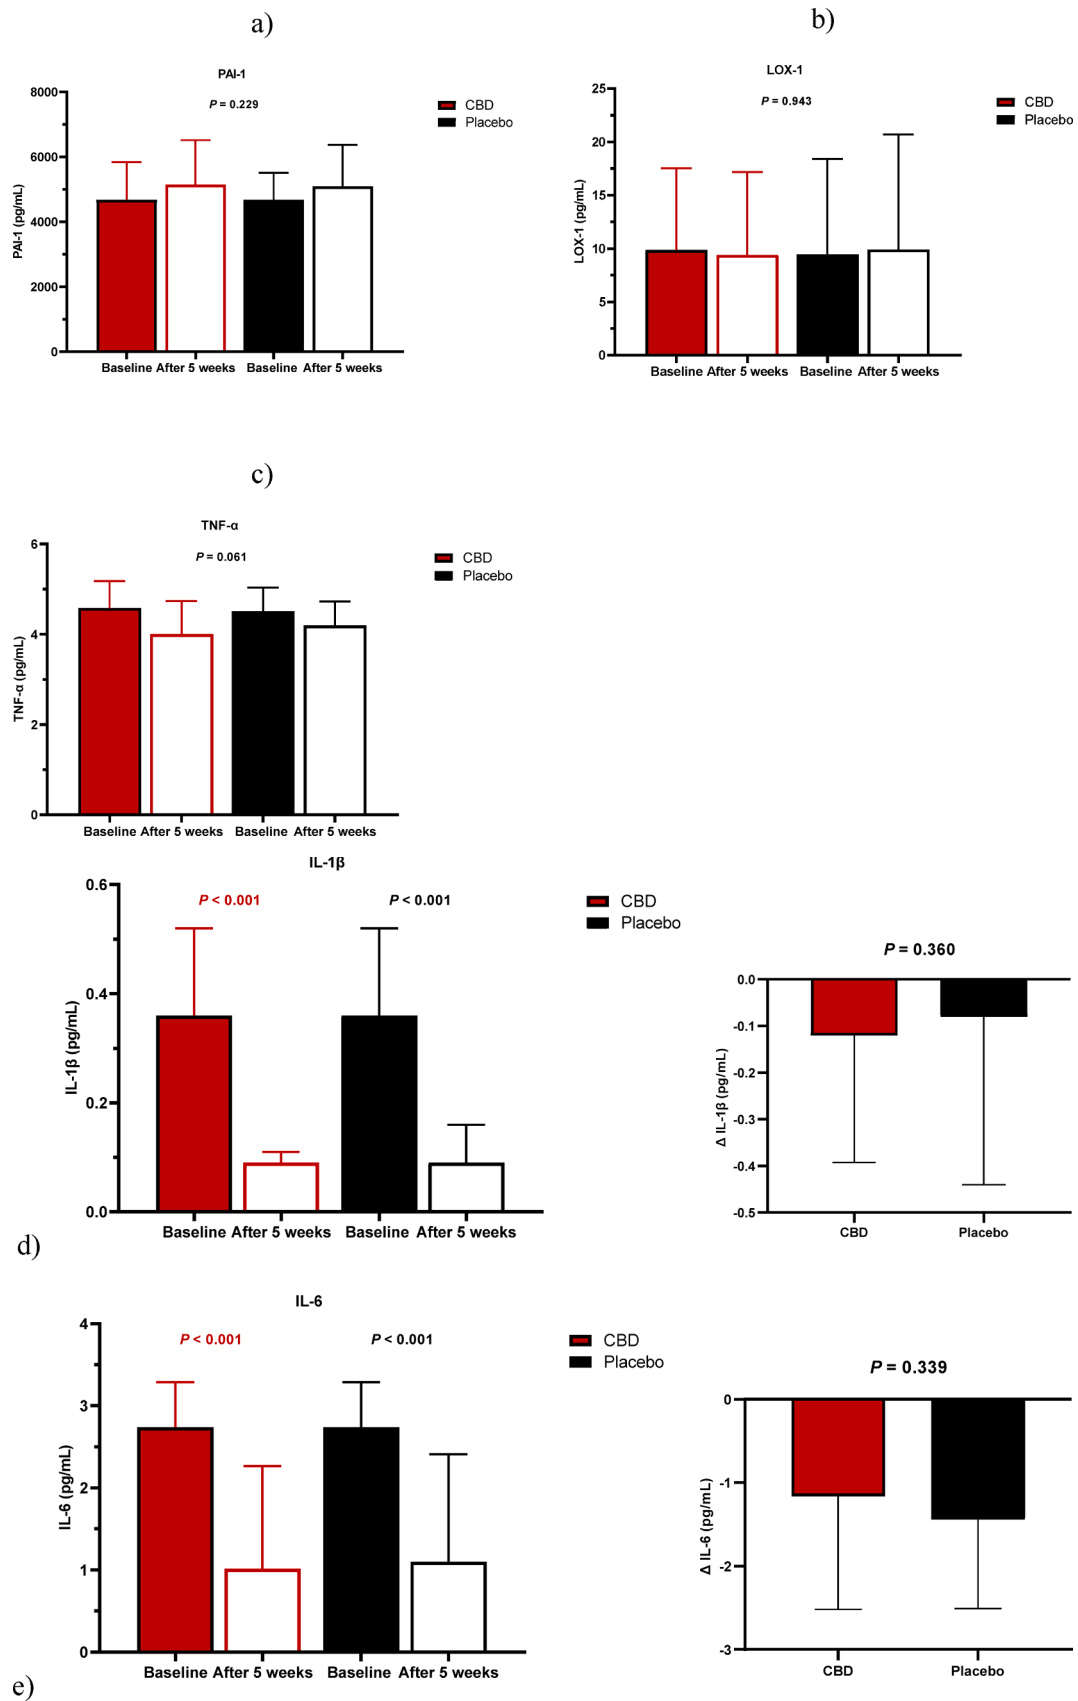 a)
b)
PAI-1
P = 0.229
CBD
Placebo
8000
6000
4000
2000
0
PAI-1 (pg/mL)
Baseline After 5 weeks Baseline After 5 weeks
LOX-1
P = 0.943
CBD
Placebo
25
20
15
10
5
0
LOX-1 (pg/mL)
Baseline After 5 weeks Baseline After 5 weeks
c)
TNF-α
P = 0.061
CBD
Placebo
6
4
2
0
TNF-α (pg/mL)
Baseline After 5 weeks Baseline After 5 weeks
IL-1β
P < 0.001
P < 0.001
CBD
Placebo
0.6
0.4
0.2
0.0
IL-1β (pg/mL)
Baseline After 5 weeks Baseline After 5 weeks
P = 0.360
0.0
-0.1
-0.2
-0.3
-0.4
-0.5
Δ IL-1β (pg/mL)
CBD Placebo
d)
IL-6
P < 0.001
P < 0.001
CBD
Placebo
4
3
2
1
0
IL-6 (pg/mL)
Baseline After 5 weeks Baseline After 5 weeks
P = 0.339
0
-1
-2
-3
Δ IL-6 (pg/mL)
CBD Placebo
e)